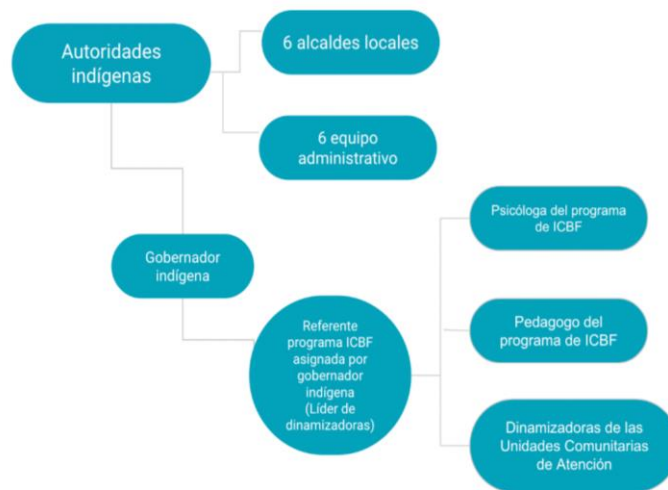 Autoridades
indígenas
6 alcaldes locales
6 equipo
administrativo
Gobernador
indígena
Referente
programa ICBF
asignada por
gobernador
indígena
(Líder de
dinamizadoras)
Psicóloga del programa
de ICBF
Pedagogo del
programa de ICBF
Dinamizadoras de las
Unidades Comunitarias
de Atención